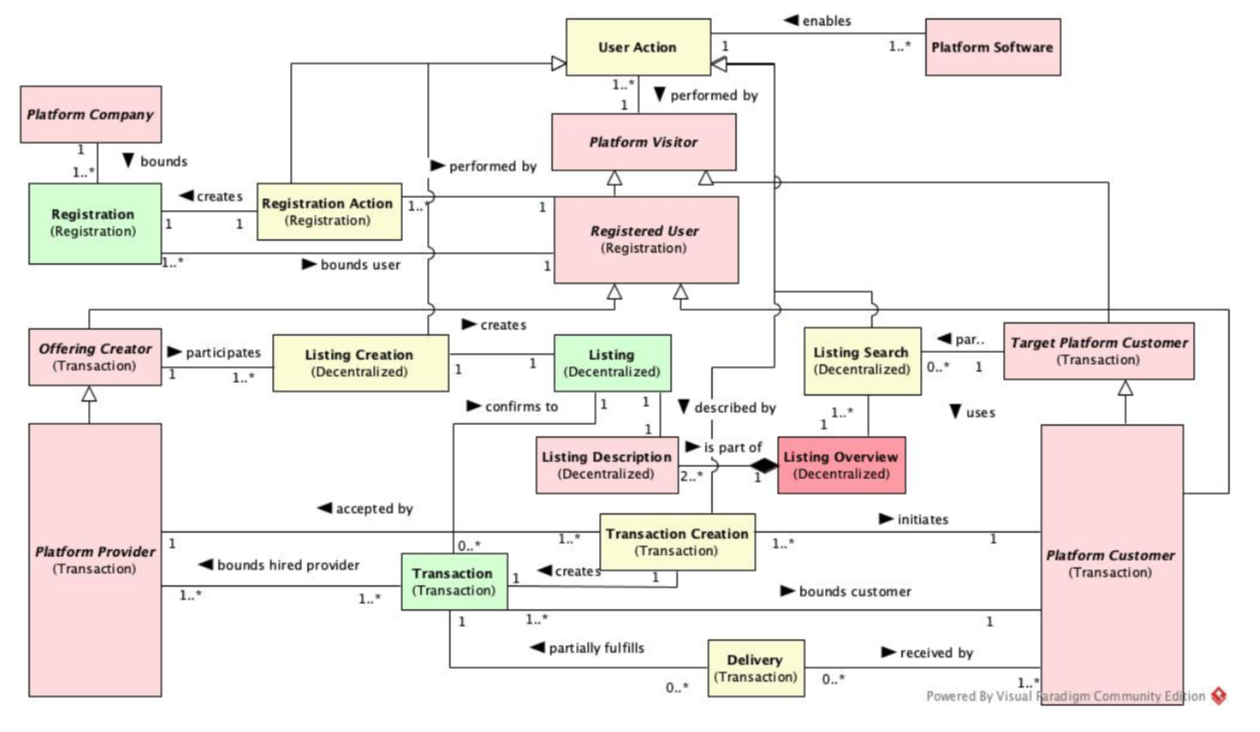 enables
User Action
1
1..*
Platform Software
1..*
1
performed by
Platform Company
1
1..*
bounds
Platform Visitor
performed by
creates
Registration
(Registration)
1
1
Registration Action
(Registration)
1..*
1
Registered User
(Registration)
1..*
bounds user
1
creates
Offering Creator
(Transaction)
participates
1
1..*
Listing Creation
(Decentralized)
1
1
Listing
(Decentralized)
Listing Search
(Decentralized)
par..
0..*
1
Target Platform Customer
(Transaction)
confirms to
1
1
described by
1
1..*
1
uses
Listing Description
(Decentralized)
is part of
2..*
1
Listing Overview
(Decentralized)
accepted by
1
1..*
Transaction Creation
(Transaction)
initiates
1..*
1
Platform Provider
(Transaction)
Platform Customer
(Transaction)
0..*
bounds hired provider
1..*
1..*
Transaction
(Transaction)
1
creates
1
bounds customer
1
1..*
1
partially fulfills
0..*
Delivery
(Transaction)
received by
0..*
1..*
Powered By Visual Paradigm Community Edition